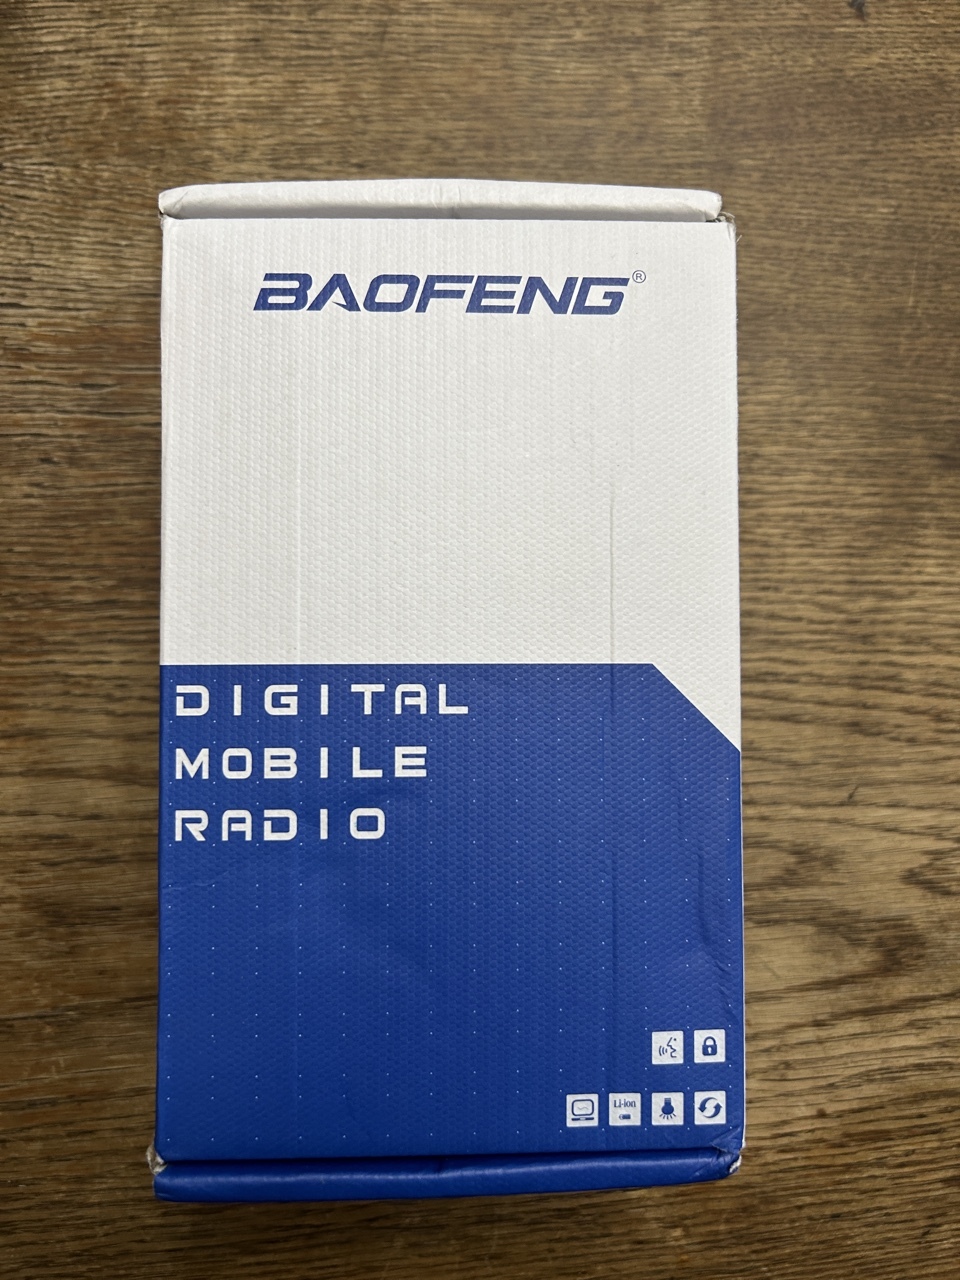 BAOFENG®
DIGITAL
MOBILE
RADIO
Li-ion